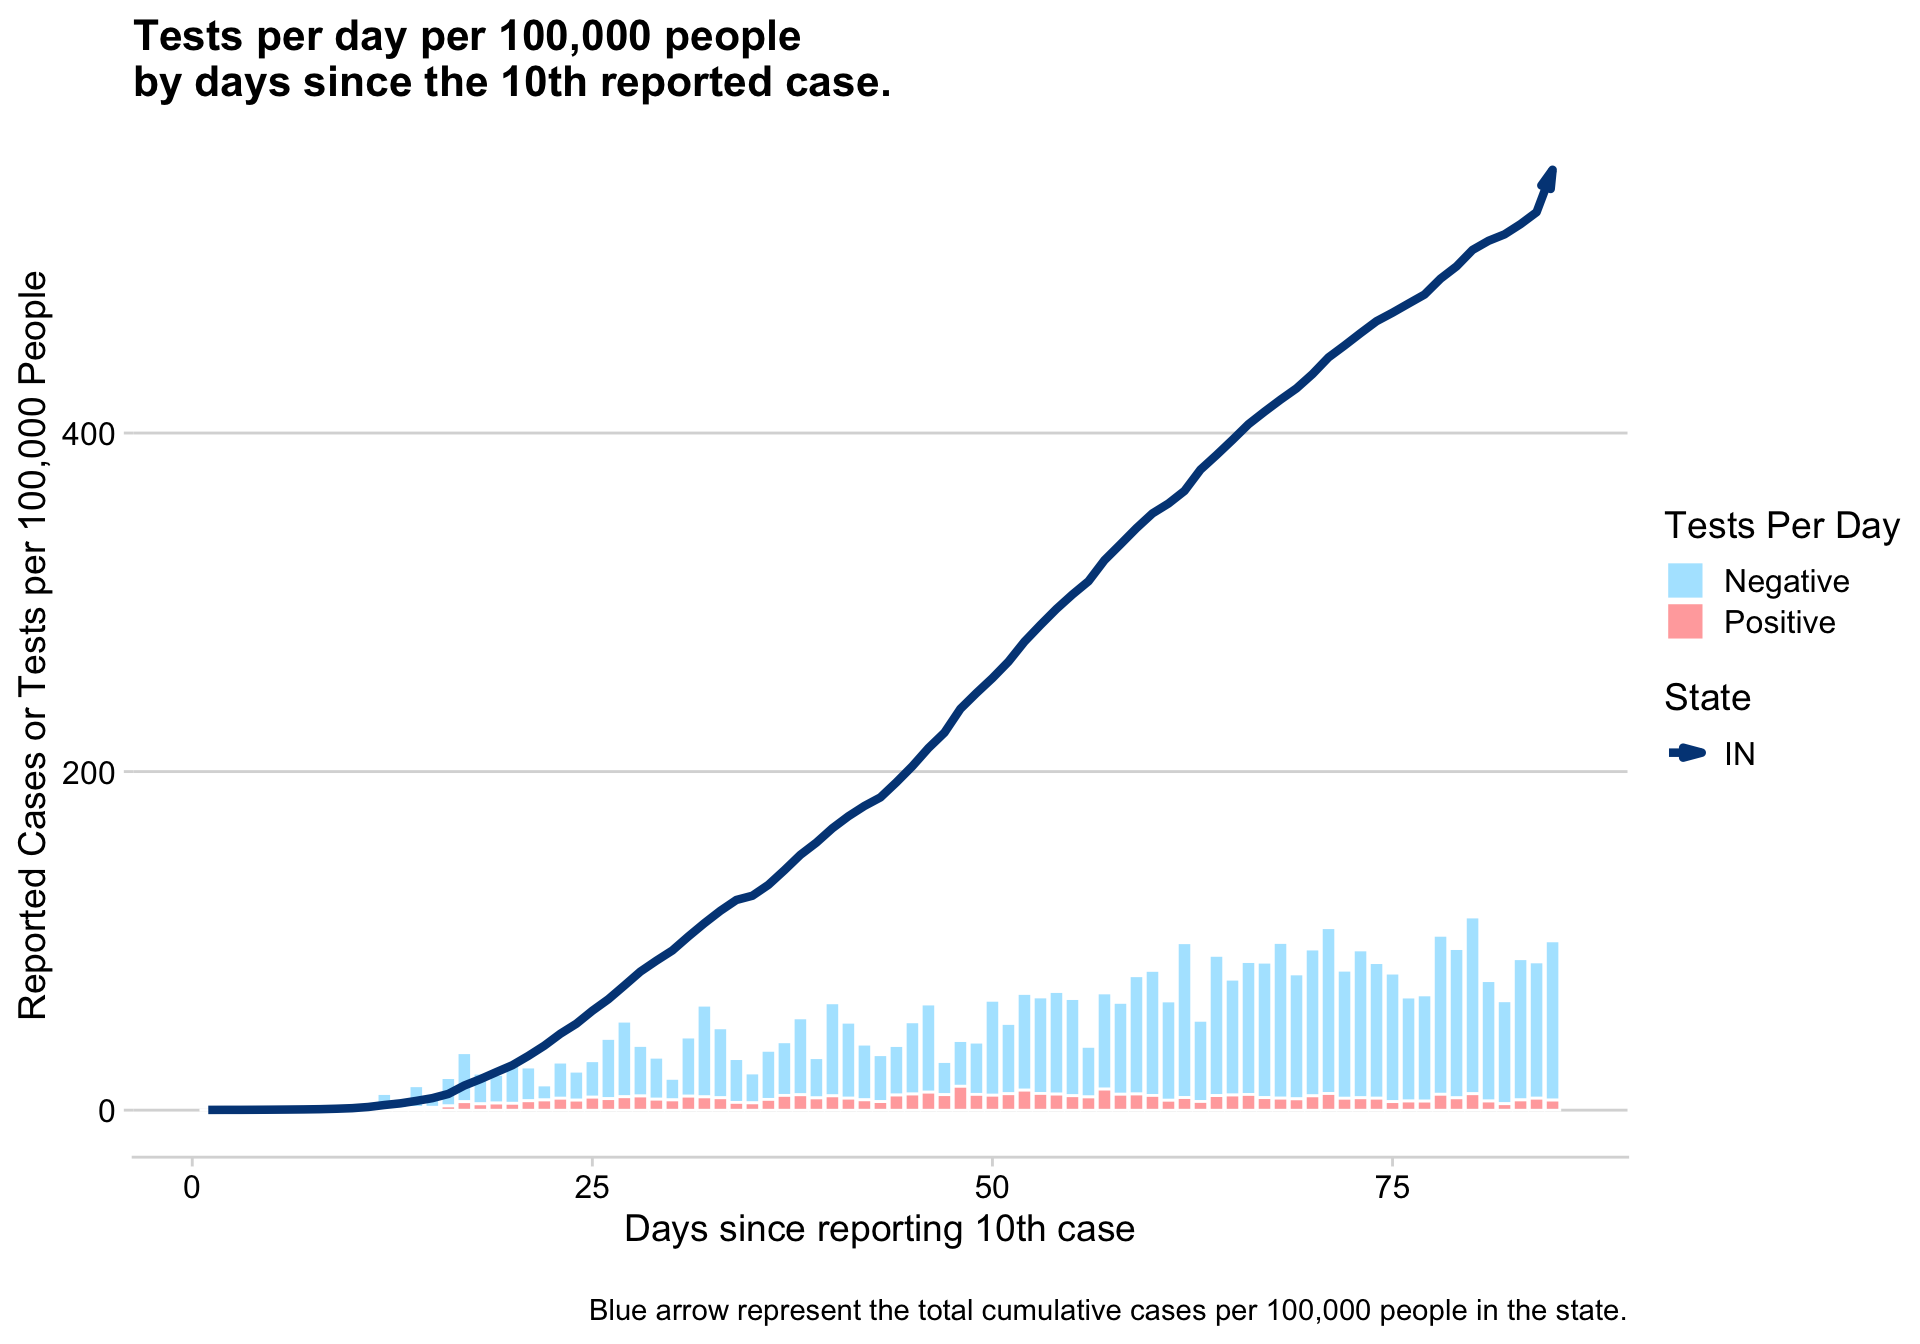 Tests per day per 100,000 people
by days since the 10th reported case.
Reported Cases or Tests per 100,000 People
400
200
0
0 25 50 75
Days since reporting 10th case
Tests Per Day
Negative
Positive
State
IN
Blue arrow represent the total cumulative cases per 100,000 people in the state.